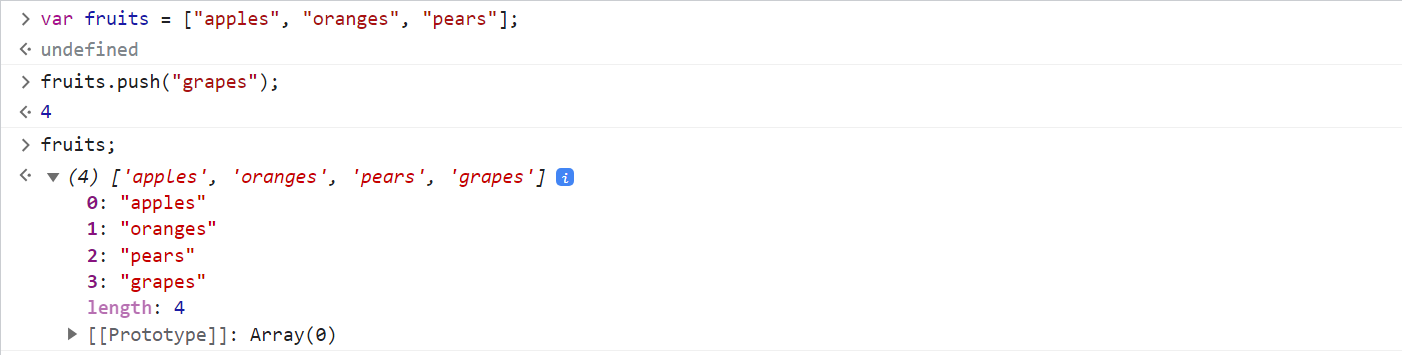 > var fruits = ["apples", "oranges", "pears"];
undefined
> fruits.push("grapes");
4
> fruits;
(4) ['apples', 'oranges', 'pears', 'grapes'] i
0: "apples"
1: "oranges"
2: "pears"
3: "grapes"
length: 4
[[Prototype]]: Array(0)